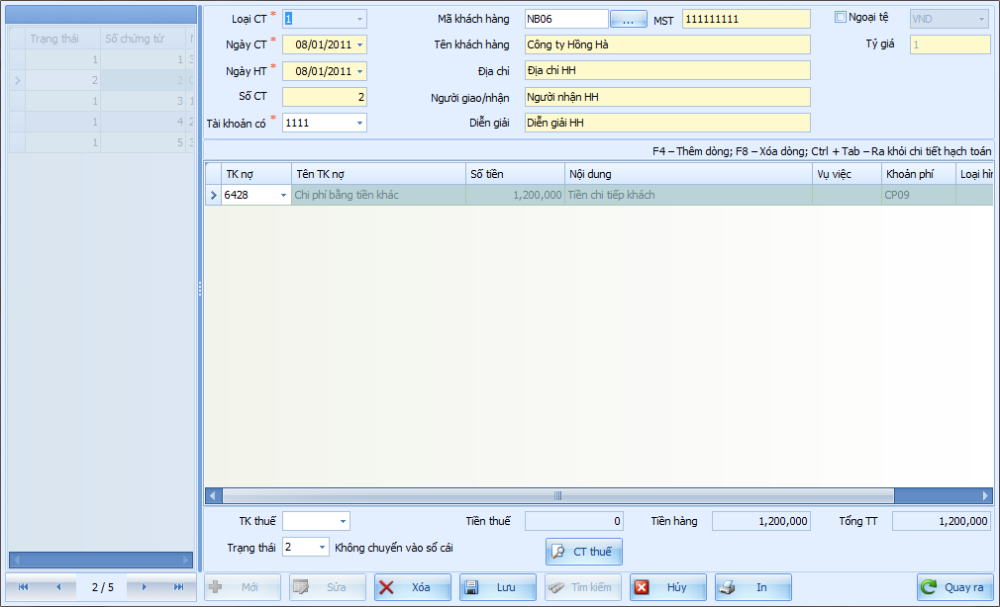 Trạng thái Số chứng từ
1 1 3
2 2 0
1 3 1
1 4 2
1 5 3
2 / 5
Loại CT * 1
Ngày CT * 08/01/2011
Ngày HT * 08/01/2011
Số CT 2
Tài khoản có * 1111
Mã khách hàng NB06 ... MST 111111111
Tên khách hàng Công ty Hồng Hà
Địa chỉ Địa chỉ HH
Người giao/nhận Người nhận HH
Diễn giải Diễn giải HH
Ngoại tệ VND
Tỷ giá 1
F4 – Thêm dòng; F8 – Xóa dòng; Ctrl + Tab – Ra khỏi chi tiết hạch toán
TK nợ Tên TK nợ Số tiền Nội dung Vụ việc Khoản phí Loại hìn
6428 Chi phí bằng tiền khác 1,200,000 Tiền chi tiếp khách CP09
TK thuế Tiền thuế 0 Tiền hàng 1,200,000 Tổng TT 1,200,000
Trạng thái 2 Không chuyển vào sổ cái CT thuế
Mới Sửa Xóa Lưu Tìm kiếm Hủy In Quay ra